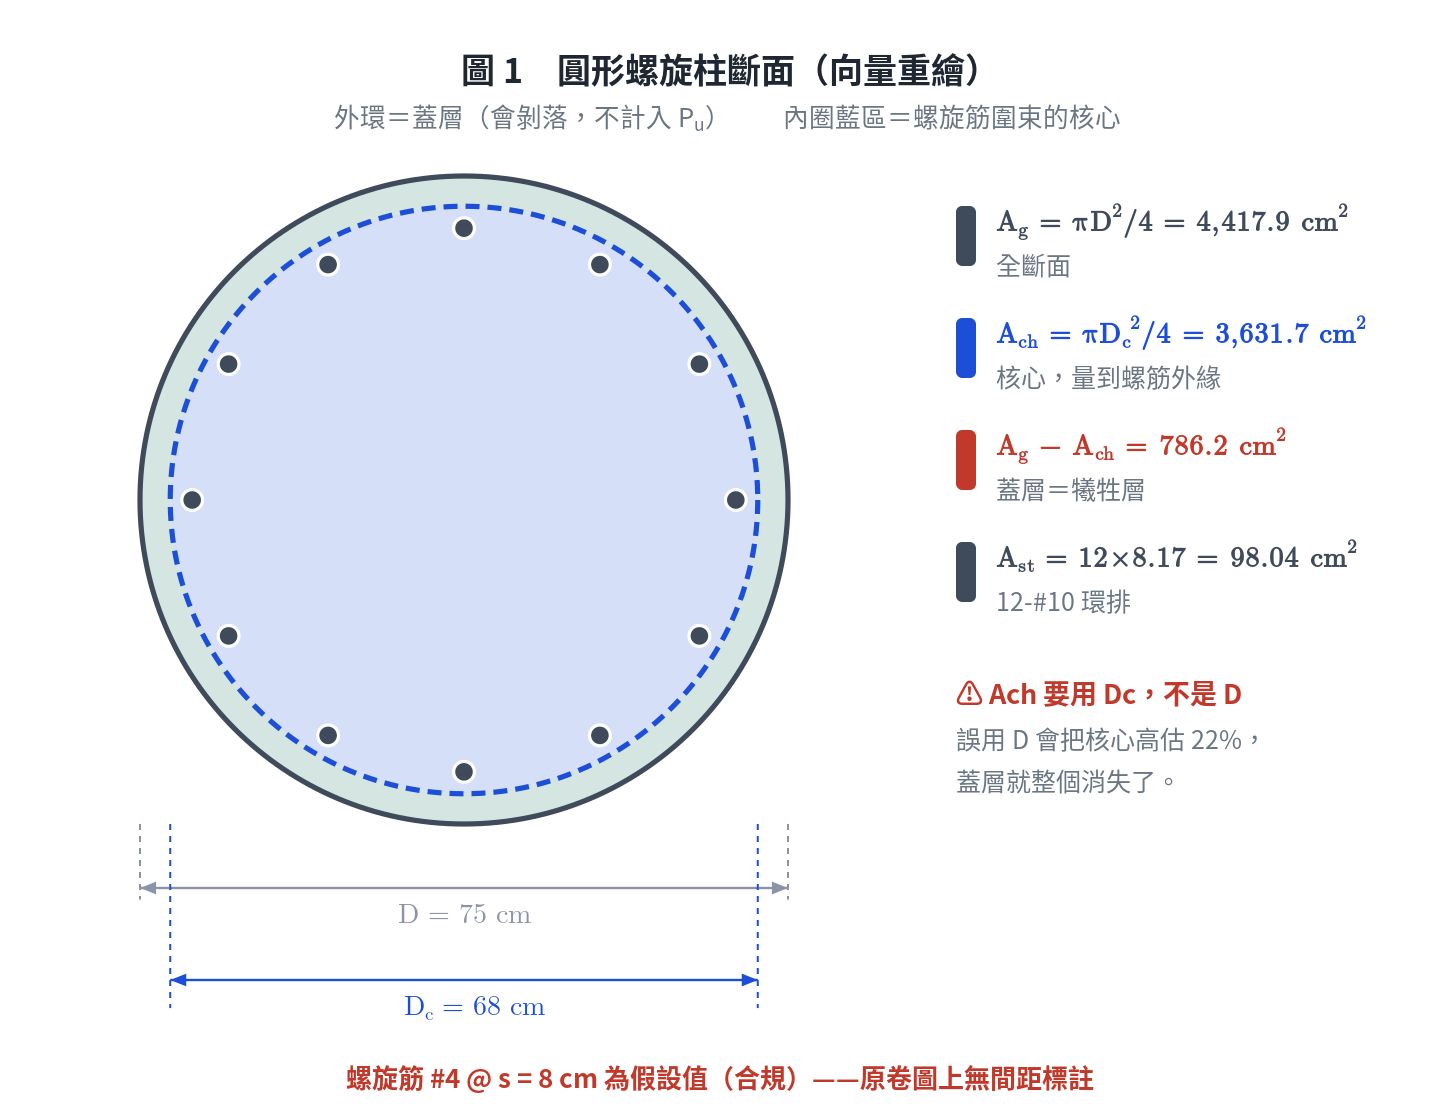 圖 1　圓形螺旋柱斷面（向量重繪）
外環＝蓋層（會剝落，不計入 Pu）　　內圈藍區＝螺旋筋圍束的核心
Ag = πD²/4 = 4,417.9 cm²
全斷面
Ach = πDc²/4 = 3,631.7 cm²
核心，量到螺筋外緣
Ag − Ach = 786.2 cm²
蓋層＝犧牲層
Ast = 12×8.17 = 98.04 cm²
12-#10 環排
⚠ Ach 要用 Dc，不是 D
誤用 D 會把核心高估 22%，
蓋層就整個消失了。
D = 75 cm
Dc = 68 cm
螺旋筋 #4 @ s = 8 cm 為假設值（合規）——原卷圖上無間距標註